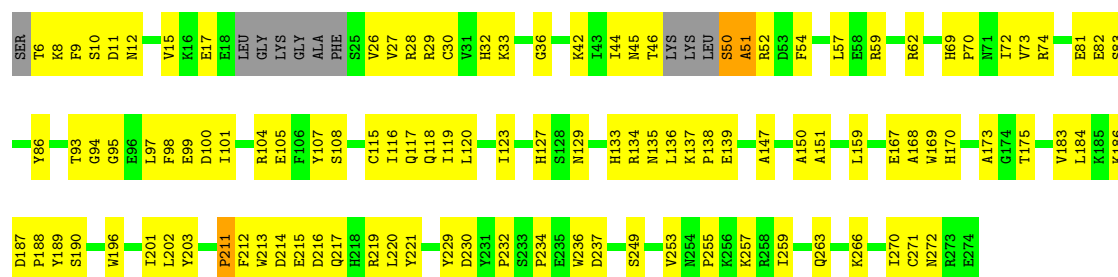 SER T6 K8 F9 S10 D11 N12 V15 K16 E17 E18 LEU GLY LYS GLY ALA PHE S25 V26 V27 R28 R29 C30 V31 H32 K33 G36 K42 I43 I44 N45 T46 LYS LYS LEU S50 A51 R52 D53 F54 L57 E58 R59 R62 H69 P70 N71 I72 V73 R74 E81 E82 S83
Y86 T93 G94 G95 E96 L97 F98 E99 D100 I101 R104 E105 F106 Y107 S108 C115 I116 Q117 Q118 I119 L120 I123 H127 S128 N129 H133 R134 N135 L136 K137 P138 E139 A147 A150 A151 L159 E167 A168 W169 H170 A173 G174 T175 V183 L184 K185 K186
D187 P188 Y189 S190 W196 I201 L202 Y203 P211 F212 W213 D214 E215 D216 Q217 H218 R219 L220 Y221 Y229 D230 Y231 P232 S233 P234 E235 W236 D237 S249 V253 N254 P255 K256 K257 R258 I259 Q263 K266 I270 C271 N272 R273 E274